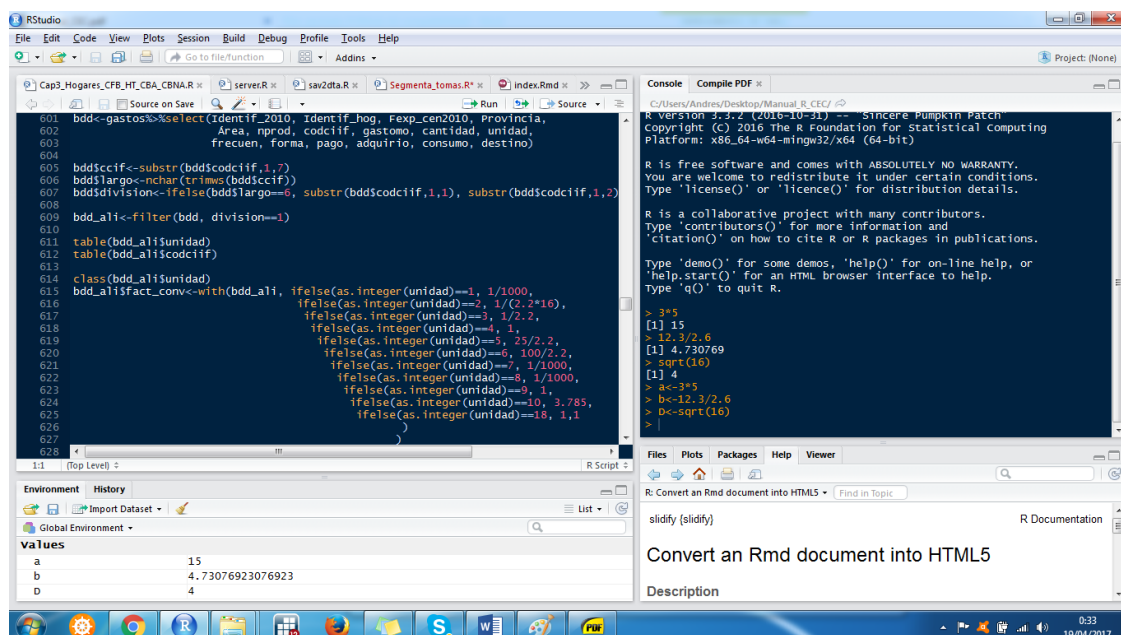 RStudio
File Edit Code View Plots Session Build Debug Profile Tools Help
Go to file/function Addins Project: (None)
Cap3_Hogares_CFB_HT_CBA_CBNA.R server.R sav2dta.R Segmenta_tomas.R* index.Rmd
Source on Save Run Source
601 bdd<-gastos%>%select(Identif_2010, Identif_hog, Fexp_cen2010, Provincia,
602 Área, nprod, codciif, gastomo, cantidad, unidad,
603 frecuen, forma, pago, adquirio, consumo, destino)
604
605 bdd$ccif<-substr(bdd$codciif,1,7)
606 bdd$largo<-nchar(trimws(bdd$ccif))
607 bdd$division<-ifelse(bdd$largo==6, substr(bdd$codciif,1,1), substr(bdd$codciif,1,2)
608
609 bdd_ali<-filter(bdd, division==1)
610
611 table(bdd_ali$unidad)
612 table(bdd_ali$codciif)
613
614 class(bdd_ali$unidad)
615 bdd_ali$fact_conv<-with(bdd_ali, ifelse(as.integer(unidad)==1, 1/1000,
616 ifelse(as.integer(unidad)==2, 1/(2.2*16),
617 ifelse(as.integer(unidad)==3, 1/2.2,
618 ifelse(as.integer(unidad)==4, 1,
619 ifelse(as.integer(unidad)==5, 25/2.2,
620 ifelse(as.integer(unidad)==6, 100/2.2,
621 ifelse(as.integer(unidad)==7, 1/1000,
622 ifelse(as.integer(unidad)==8, 1/1000,
623 ifelse(as.integer(unidad)==9, 1,
624 ifelse(as.integer(unidad)==10, 3.785,
625 ifelse(as.integer(unidad)==18, 1,1
626 )
627 )
628
1:1 (Top Level) R Script
Environment History
Import Dataset List
Global Environment
Values
a 15
b 4.73076923076923
D 4
Console Compile PDF
C:/Users/Andres/Desktop/Manual_R_CEC/
R version 3.3.2 (2016-10-31) -- "Sincere Pumpkin Patch"
Copyright (C) 2016 The R Foundation for Statistical Computing
Platform: x86_64-w64-mingw32/x64 (64-bit)
R is free software and comes with ABSOLUTELY NO WARRANTY.
You are welcome to redistribute it under certain conditions.
Type 'license()' or 'licence()' for distribution details.
R is a collaborative project with many contributors.
Type 'contributors()' for more information and
'citation()' on how to cite R or R packages in publications.
Type 'demo()' for some demos, 'help()' for on-line help, or
'help.start()' for an HTML browser interface to help.
Type 'q()' to quit R.
> 3*5
[1] 15
> 12.3/2.6
[1] 4.730769
> sqrt(16)
[1] 4
> a<-3*5
> b<-12.3/2.6
> D<-sqrt(16)
>
Files Plots Packages Help Viewer
R: Convert an Rmd document into HTML5 Find in Topic
slidify {slidify} R Documentation
Convert an Rmd document into HTML5
Description
PDF
0:33
19/04/2017